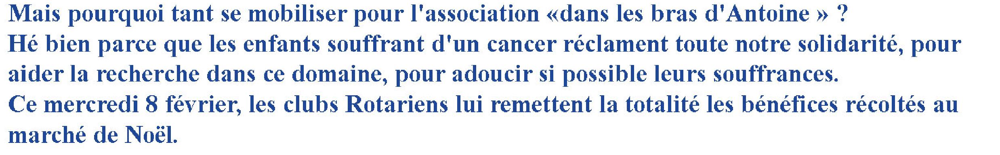 Mais pourquoi tant se mobiliser pour l'association «dans les bras d'Antoine » ?
Hé bien parce que les enfants souffrant d'un cancer réclament toute notre solidarité, pour
aider la recherche dans ce domaine, pour adoucir si possible leurs souffrances.
Ce mercredi 8 février, les clubs Rotariens lui remettent la totalité les bénéfices récoltés au
marché de Noël.